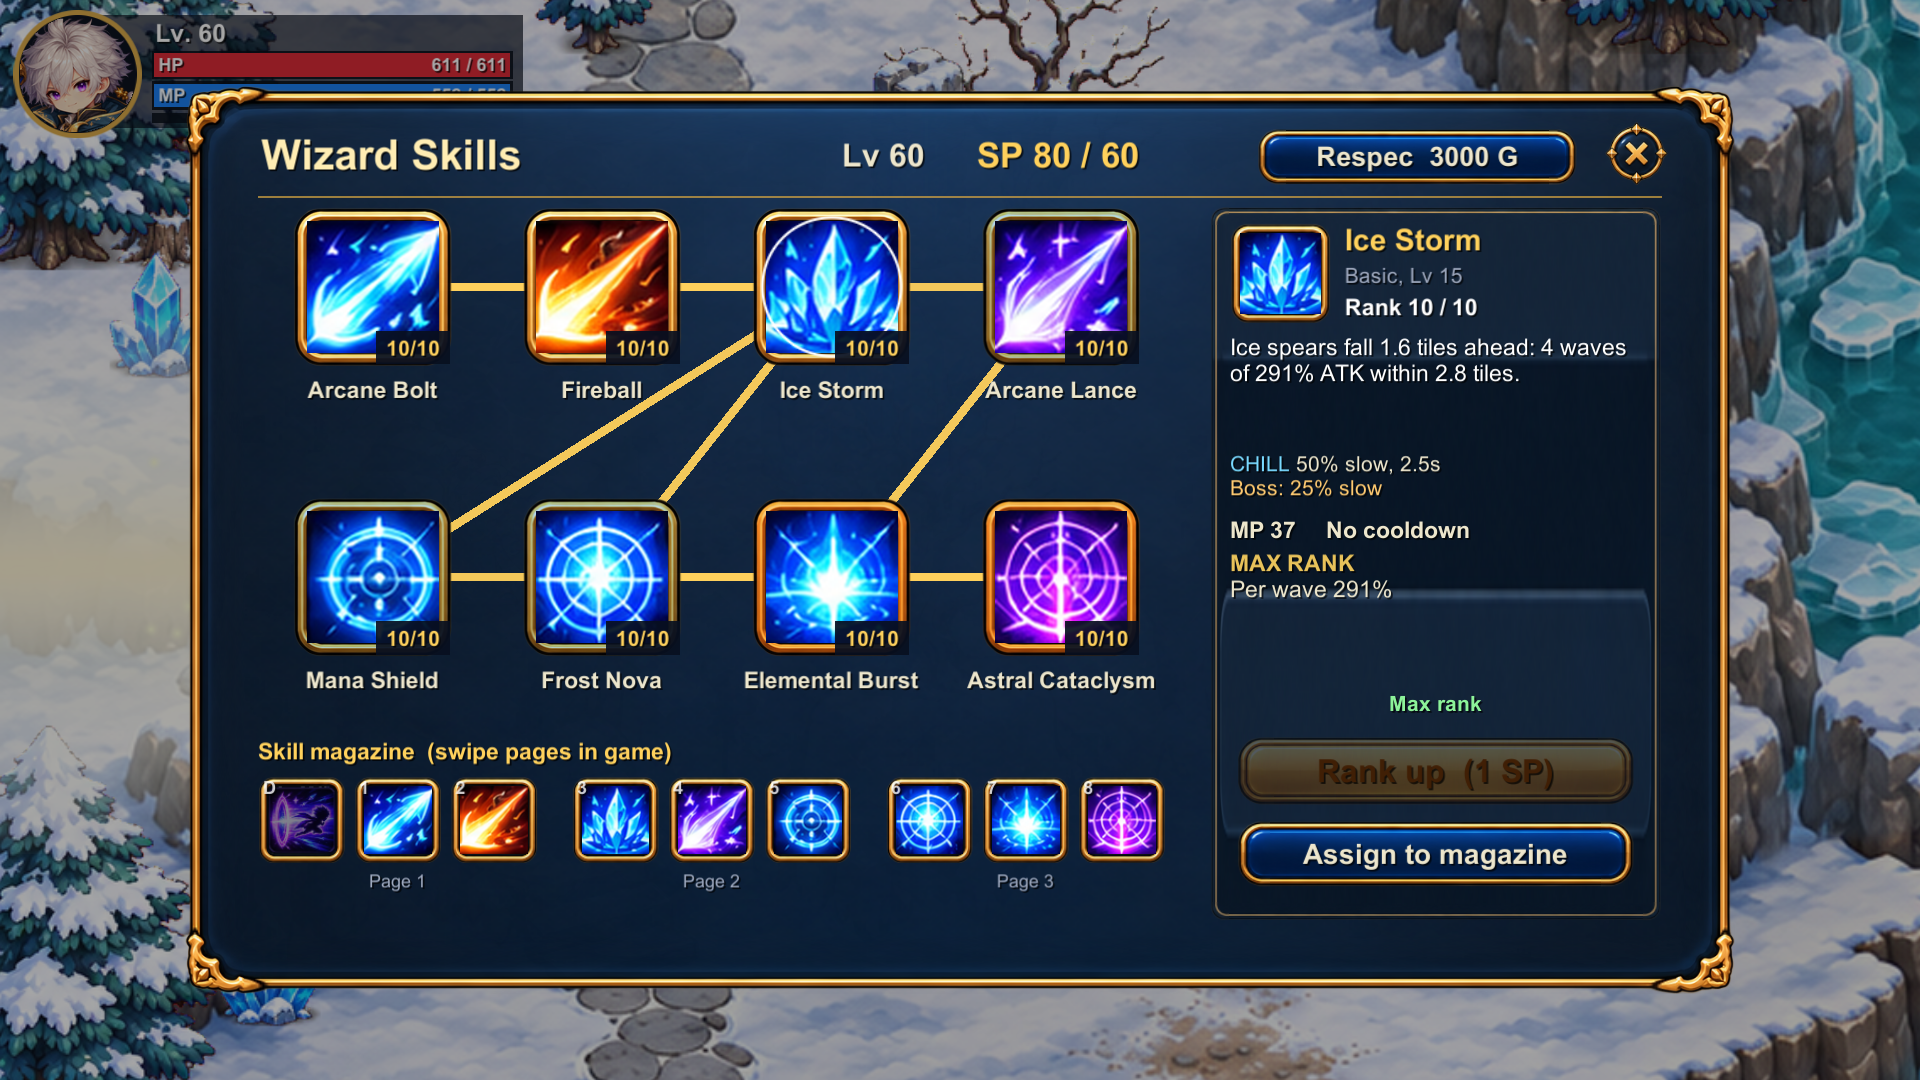 Lv. 60
HP 611 / 611
MP
Wizard Skills
Lv 60
SP 80 / 60
Respec 3000 G
10/10
10/10
10/10
10/10
Arcane Bolt
Fireball
Ice Storm
Arcane Lance
10/10
10/10
10/10
10/10
Mana Shield
Frost Nova
Elemental Burst
Astral Cataclysm
Skill magazine (swipe pages in game)
D
1
2
3
4
5
6
7
8
Page 1
Page 2
Page 3
Ice Storm
Basic, Lv 15
Rank 10 / 10
Ice spears fall 1.6 tiles ahead: 4 waves
of 291% ATK within 2.8 tiles.
CHILL 50% slow, 2.5s
Boss: 25% slow
MP 37 No cooldown
MAX RANK
Per wave 291%
Max rank
Rank up (1 SP)
Assign to magazine